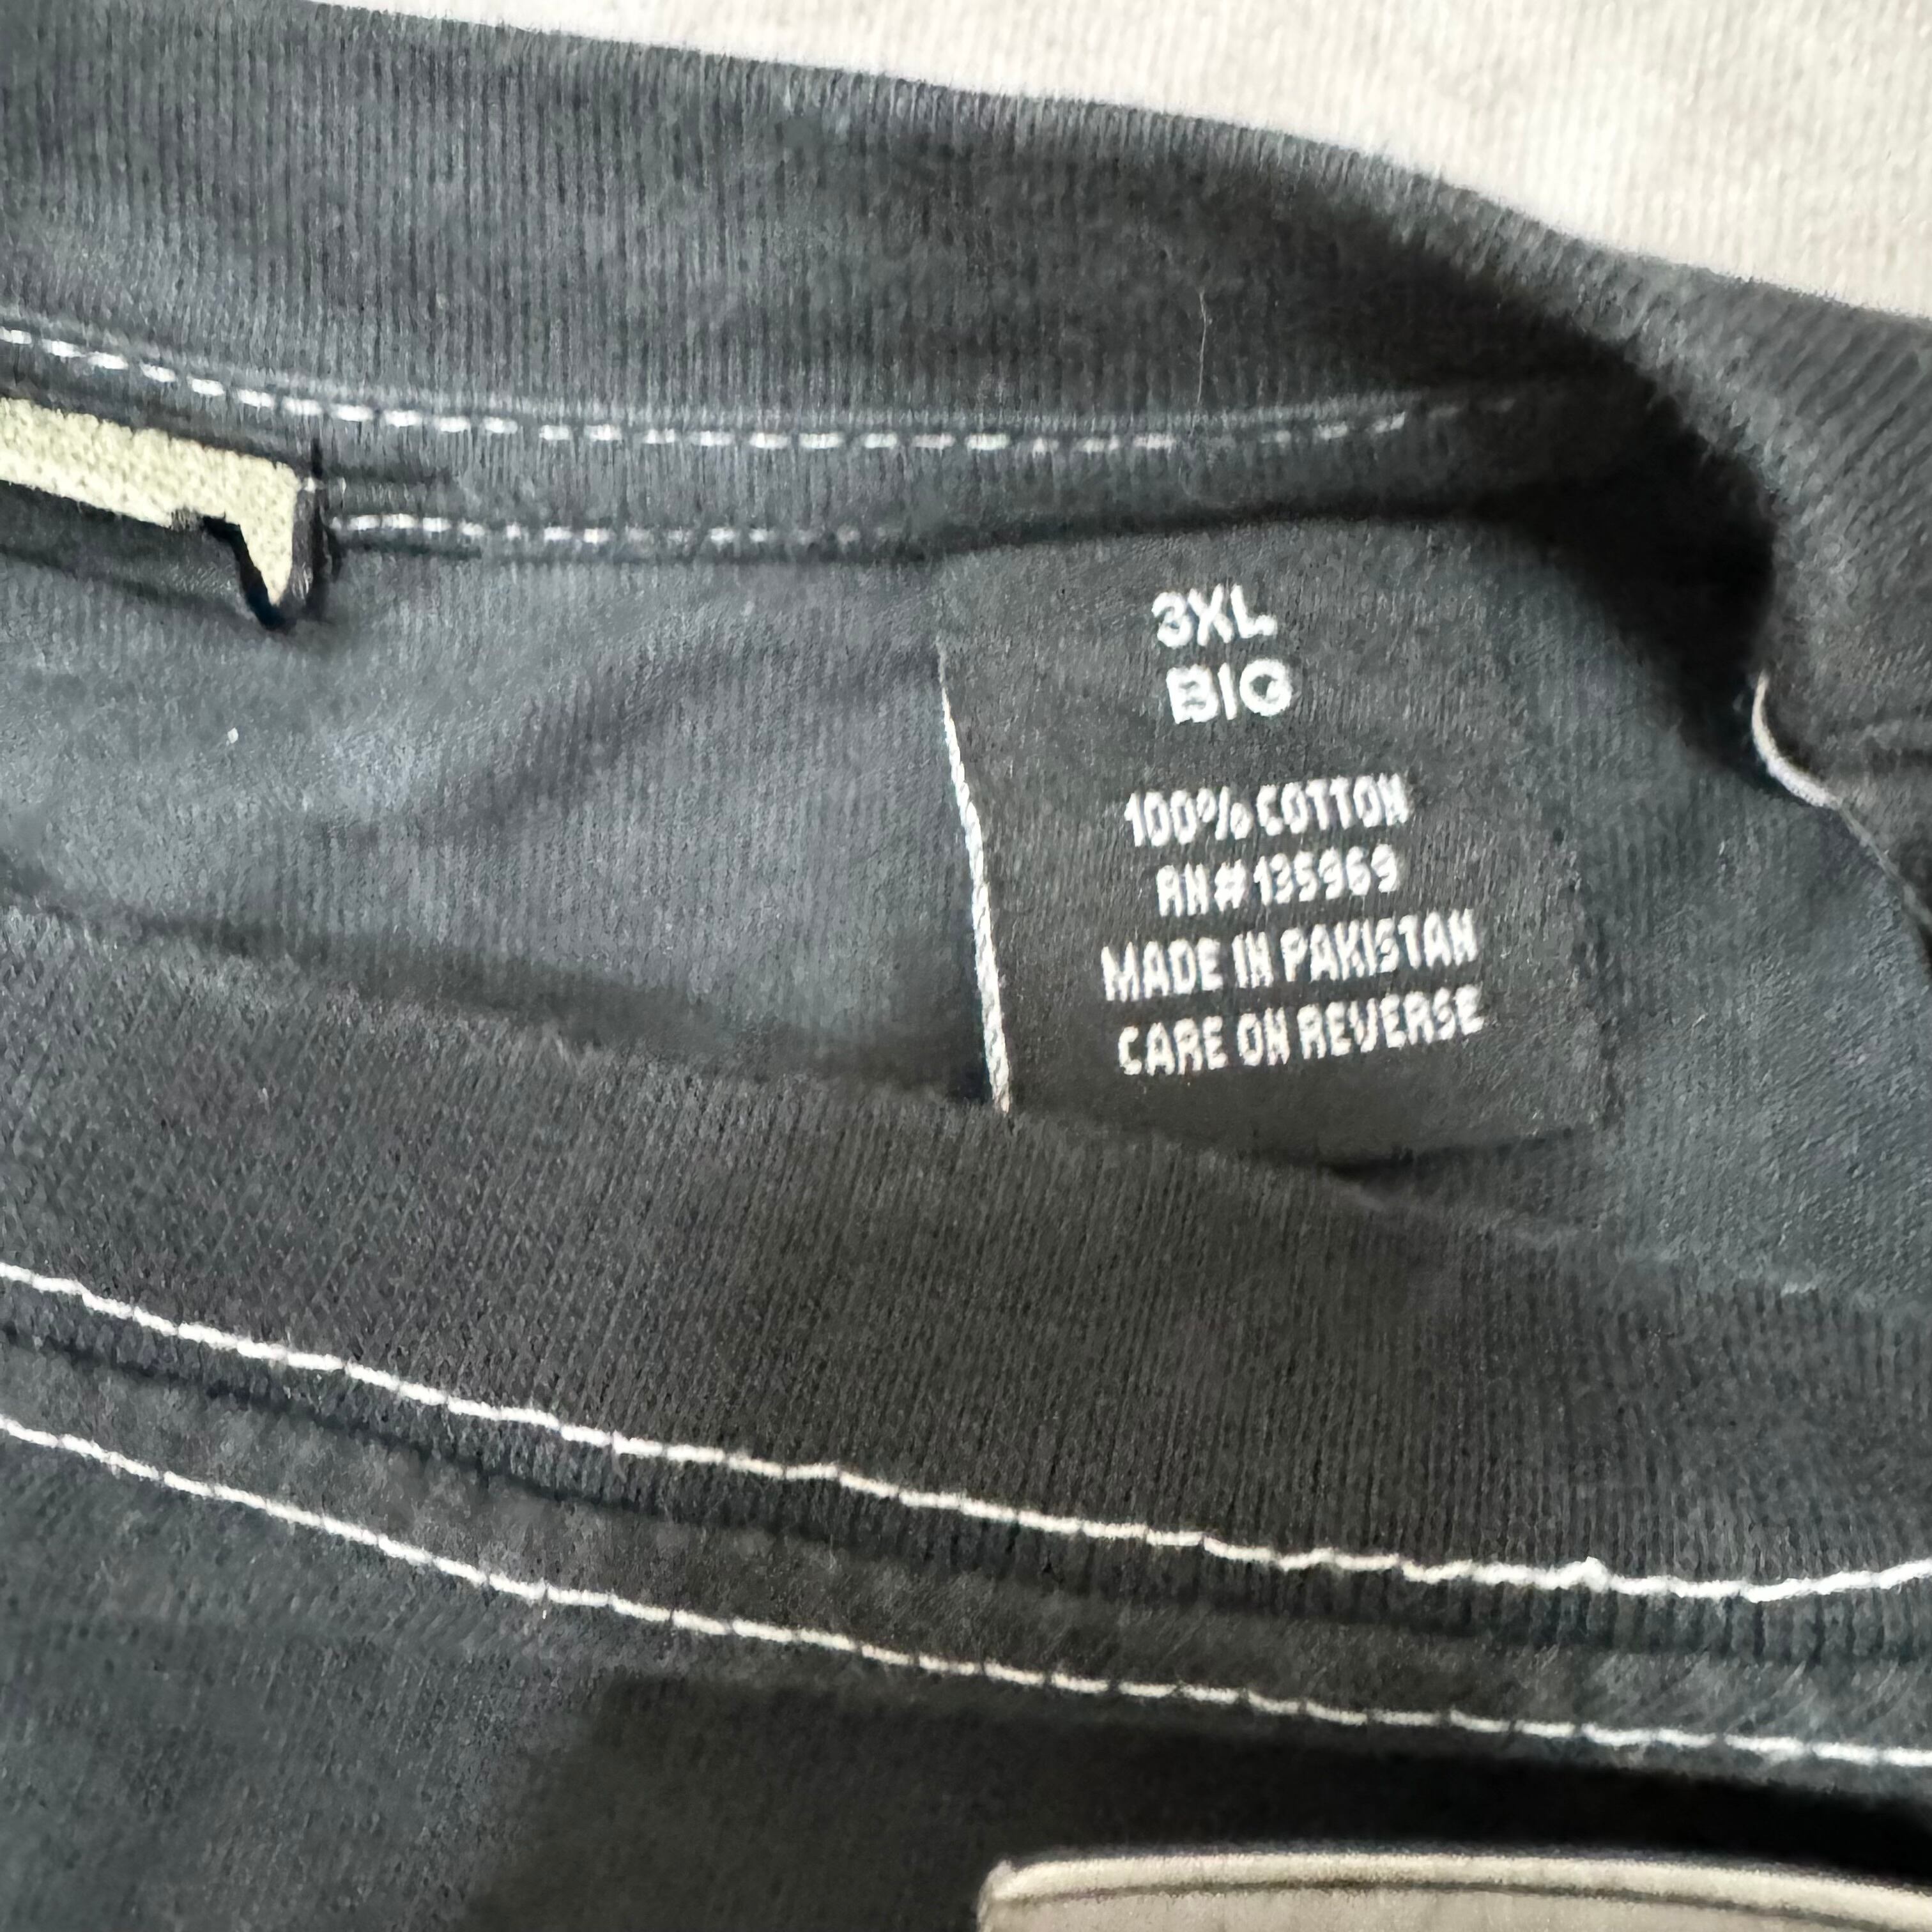 3XL
BIG
100% COTTON
RN#135969
MADE IN PAKISTAN
CARE ON REVERSE